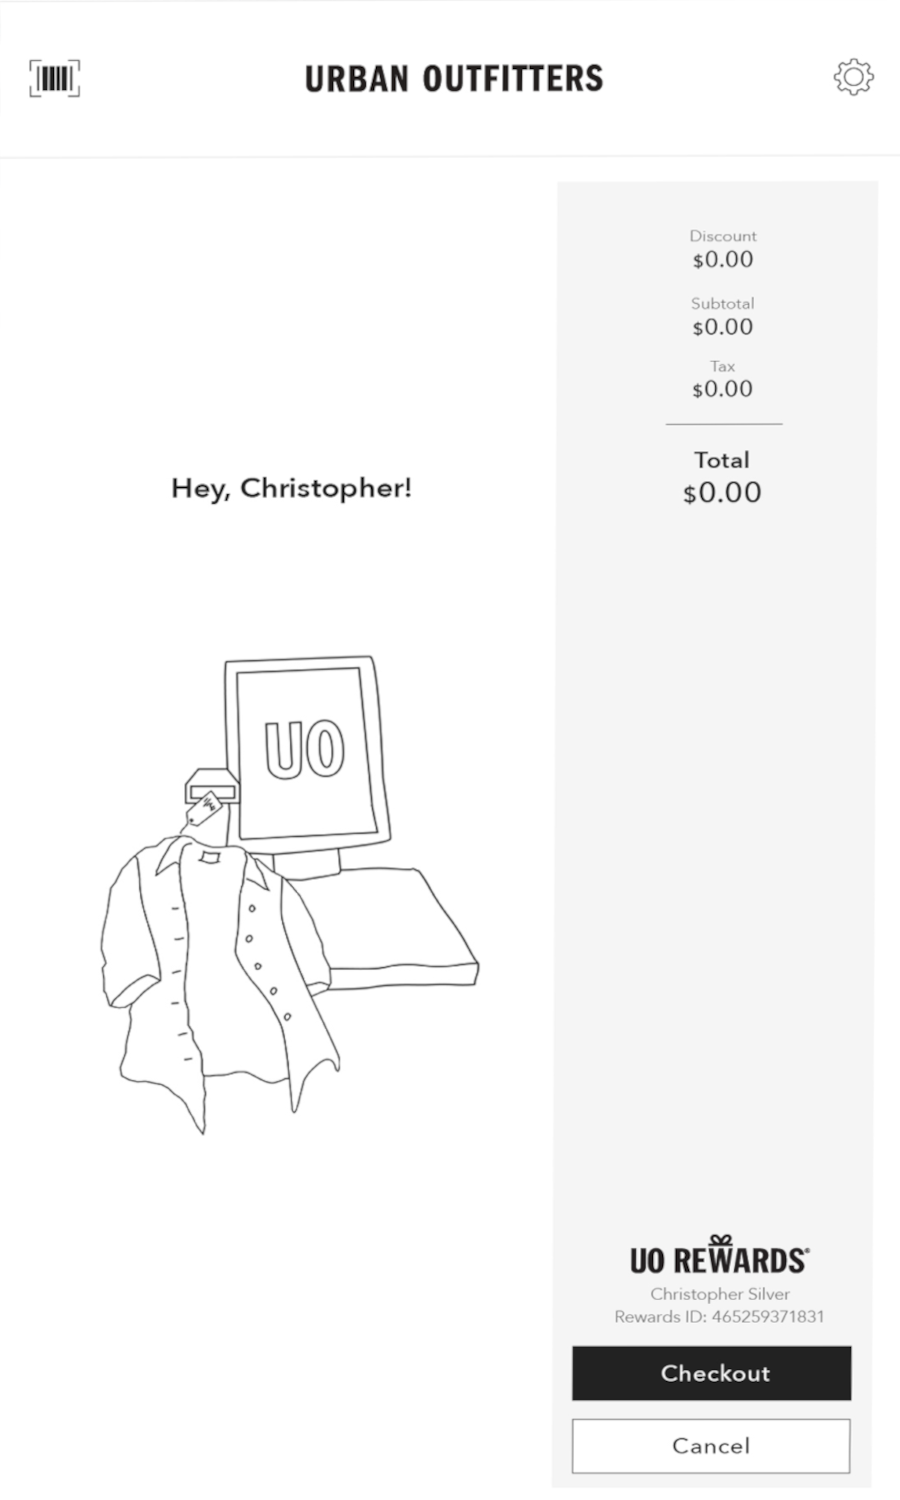 URBAN OUTFITTERS
Discount
$0.00
Subtotal
$0.00
Tax
$0.00
Total
$0.00
Hey, Christopher!
UO
UO REWARDS®
Christopher Silver
Rewards ID: 465259371831
Checkout
Cancel